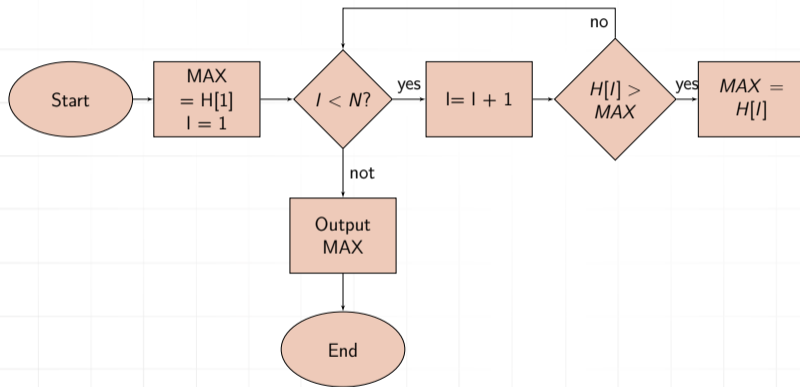 Start
MAX
= H[1]
I = 1
I < N?
yes
I= I + 1
no
H[I] >
MAX
yes
MAX =
H[I]
not
Output
MAX
End